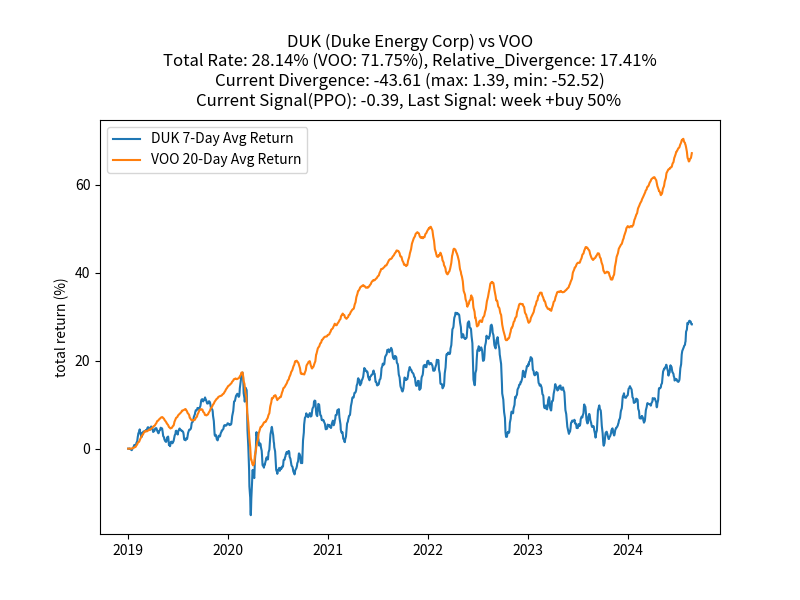 DUK (Duke Energy Corp) vs VOO
Total Rate: 28.14% (VOO: 71.75%), Relative_Divergence: 17.41%
Current Divergence: -43.61 (max: 1.39, min: -52.52)
Current Signal(PPO): -0.39, Last Signal: week +buy 50%
DUK 7-Day Avg Return
VOO 20-Day Avg Return
total return (%)
60
40
20
0
2019 2020 2021 2022 2023 2024